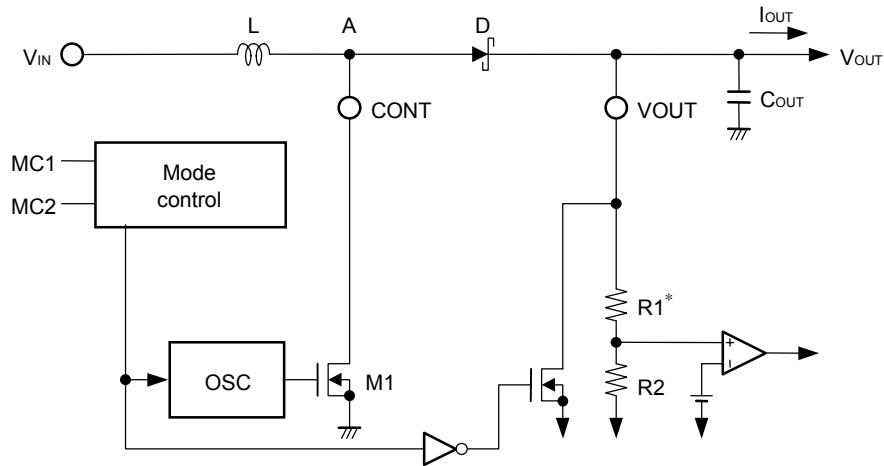 L A D IOUT
VIN VOUT
CONT VOUT COUT
MC1
MC2
Mode
control
R1*
+
-
OSC M1 R2